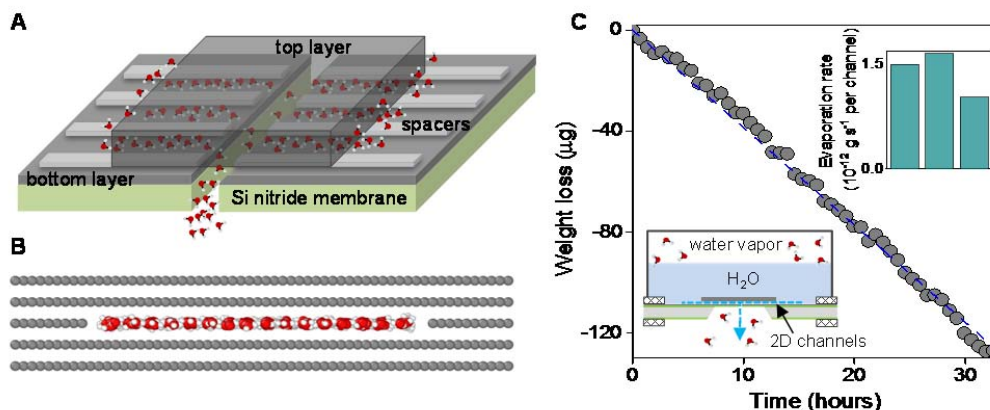 A
top layer
spacers
bottom layer
Si nitride membrane
B
C
0
-40
-80
-120
Weight loss (μg)
0
10
20
30
Time (hours)
1.5
0.0
Evaporation rate
(10⁻¹² g s⁻¹ per channel)
water vapor
H₂O
2D channels